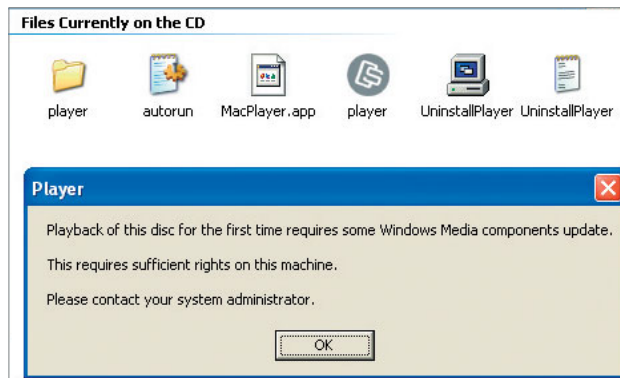 Files Currently on the CD
player
autorun
MacPlayer.app
player
UninstallPlayer
UninstallPlayer
Player
Playback of this disc for the first time requires some Windows Media components update.
This requires sufficient rights on this machine.
Please contact your system administrator.
OK